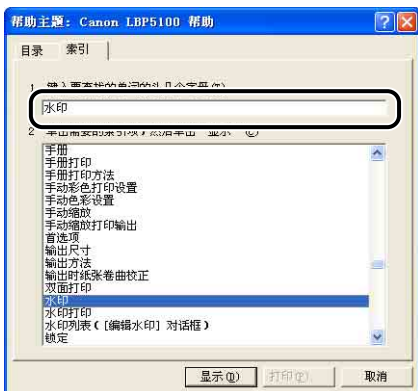 帮助主题: Canon LBP5100 帮助
目录 索引
水印
手册
手册打印
手册打印方法
手动彩色打印设置
手动色彩设置
手动缩放
手动缩放打印输出
首选项
输出尺寸
输出方法
输出时纸张卷曲校正
双面打印
水印
水印打印
水印列表([编辑水印] 对话框)
锁定
显示(D) 打印(P). 取消